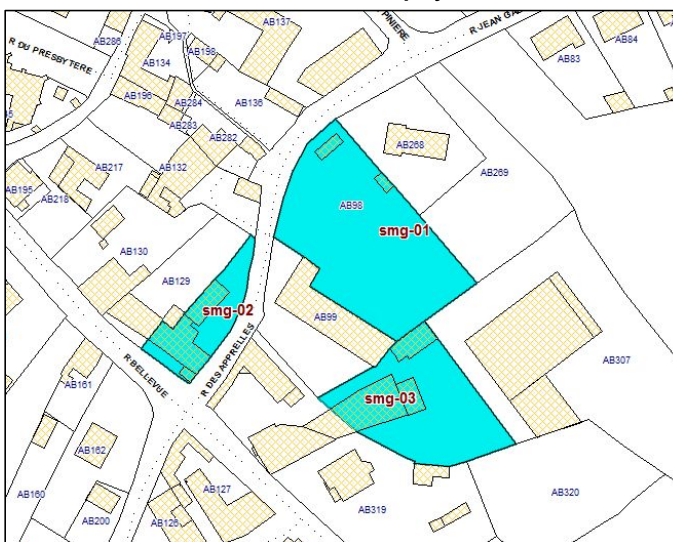 AB137
PINIERE
R JEAN GA
AB286
AB197
AB198
AB84
R DU PRESBYTERE
AB134
AB83
AB196
AB284
AB136
AB283
AB282
AB268
AB217
AB132
AB269
AB195
AB218
AB98
smg-01
AB130
AB129
smg-02
AB99
R DES APPRELLES
AB307
R BELLEVUE
AB161
smg-03
AB162
AB160
AB127
AB320
AB200
AB126
AB319